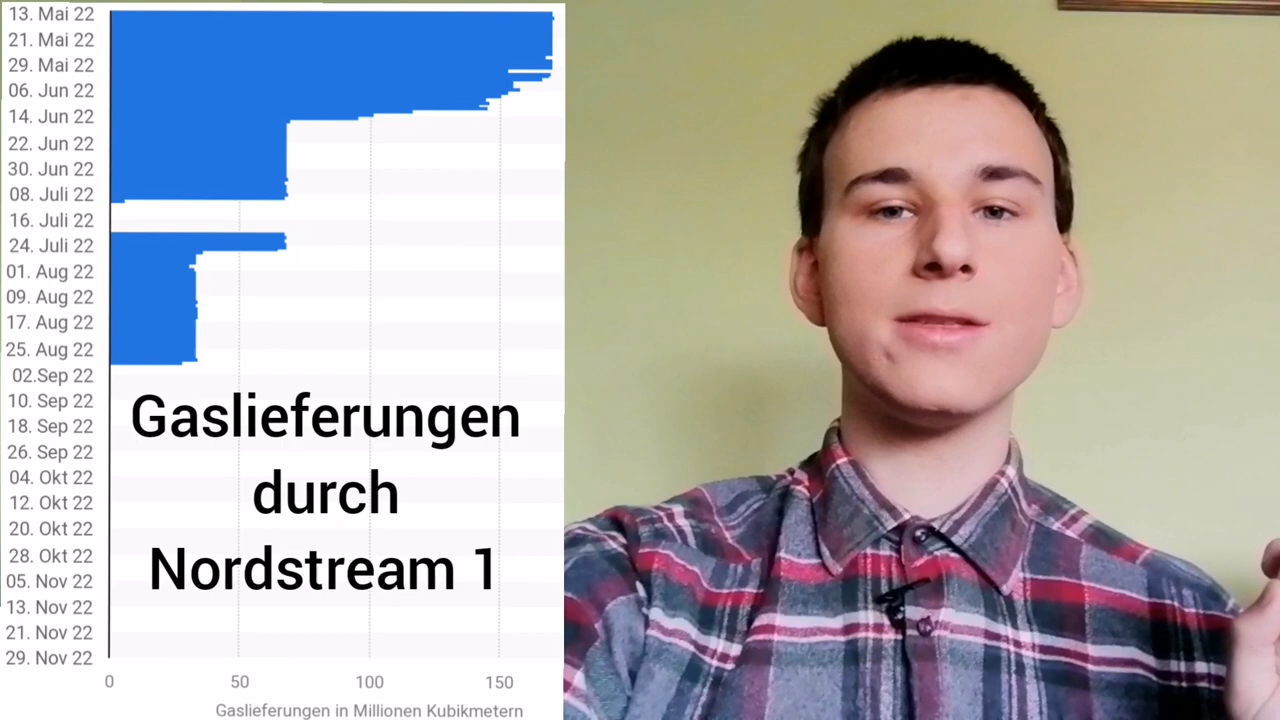 13. Mai 22
21. Mai 22
29. Mai 22
06. Jun 22
14. Jun 22
22. Jun 22
30. Jun 22
08. Juli 22
16. Juli 22
24. Juli 22
01. Aug 22
09. Aug 22
17. Aug 22
25. Aug 22
02.Sep 22
10. Sep 22
18. Sep 22
26. Sep 22
04. Okt 22
12. Okt 22
20. Okt 22
28. Okt 22
05. Nov 22
13. Nov 22
21. Nov 22
29. Nov 22
Gaslieferungen
durch
Nordstream 1
0 50 100 150
Gaslieferungen in Millionen Kubikmetern